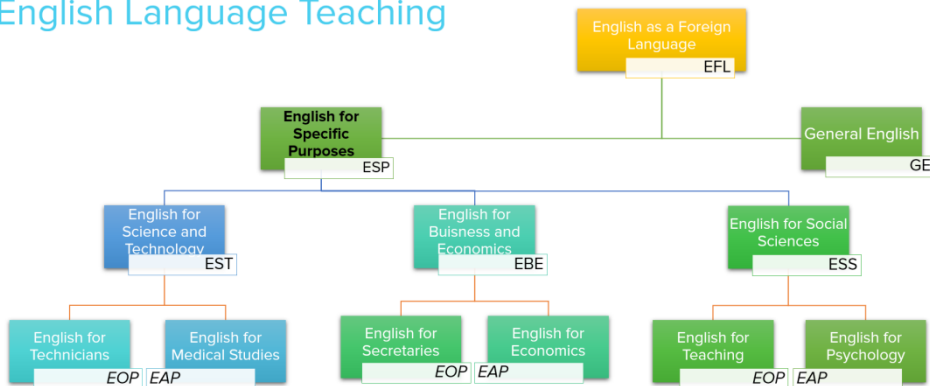 English Language Teaching
English as a Foreign
Language
EFL
English for
Specific
Purposes
ESP
General English
GE
English for
Science and
Technology
EST
English for
Buisness and
Economics
EBE
English for Social
Sciences
ESS
English for
Technicians
EOP
English for
Medical Studies
EAP
English for
Secretaries
EOP
English for
Economics
EAP
English for
Teaching
EOP
English for
Psychology
EAP